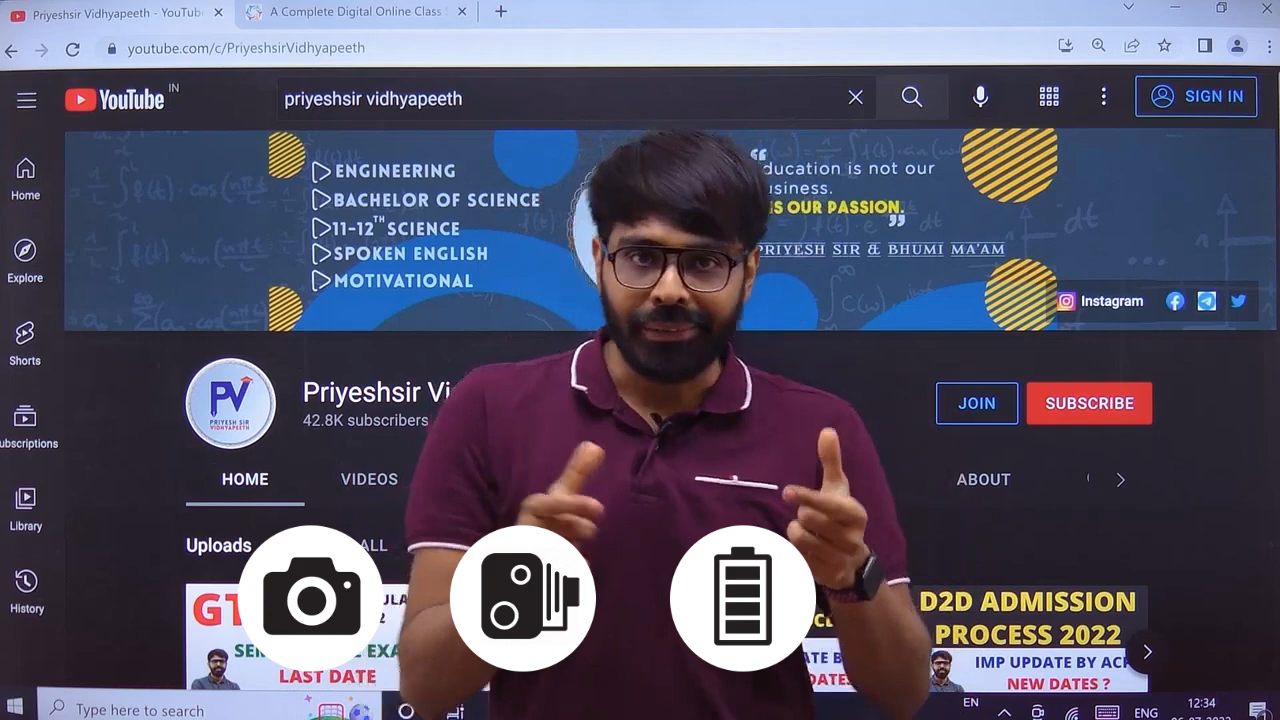 Priyeshsir Vidhyapeeth - YouTub
A Complete Digital Online Class
youtube.com/c/PriyeshsirVidhyapeeth
YouTube IN
priyeshsir vidhyapeeth
SIGN IN
Home
Explore
Shorts
ubscriptions
Library
History
ENGINEERING
BACHELOR OF SCIENCE
11-12TH SCIENCE
SPOKEN ENGLISH
MOTIVATIONAL
“ducation is not our
usiness.
IS OUR PASSION.”
PRIYESH SIR & BHUMI MA'AM
Instagram
PV
PRIYESH SIR
VIDHYAPEETH
Priyeshsir Vi
42.8K subscribers
JOIN
SUBSCRIBE
HOME
VIDEOS
ABOUT
Uploads
ALL
GT
LAST DATE
D2D ADMISSION
PROCESS 2022
IMP UPDATE BY ACP
NEW DATES ?
Type here to search
EN
ENG
12:34